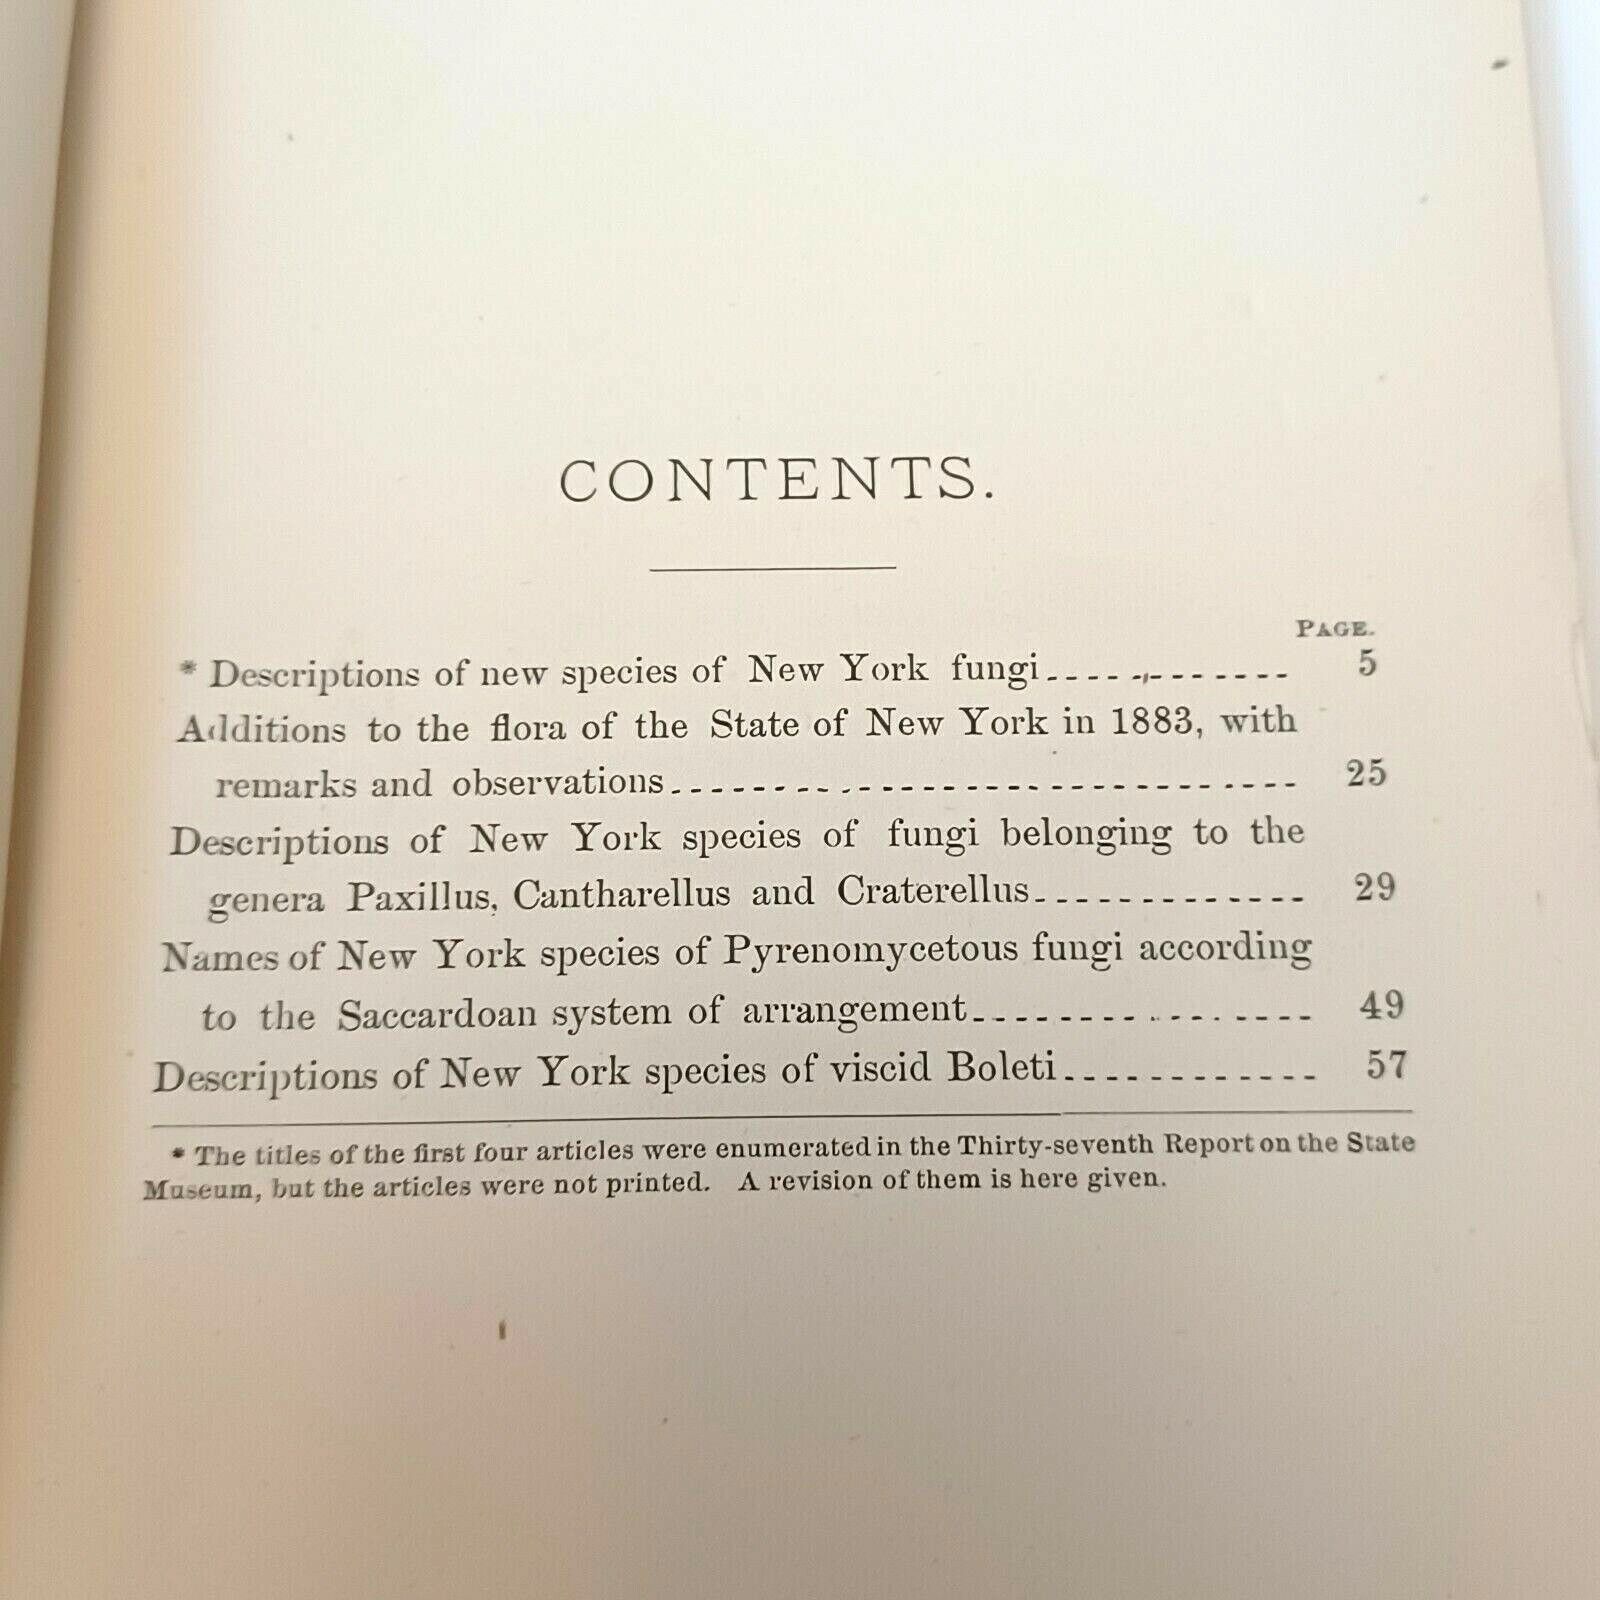 CONTENTS.
PAGE.
* Descriptions of new species of New York fungi............. 5
Additions to the flora of the State of New York in 1883, with
remarks and observations.............................. 25
Descriptions of New York species of fungi belonging to the
genera Paxillus, Cantharellus and Craterellus............. 29
Names of New York species of Pyrenomycetous fungi according
to the Saccardoan system of arrangement................ 49
Descriptions of New York species of viscid Boleti............ 57
* The titles of the first four articles were enumerated in the Thirty-seventh Report on the State
Museum, but the articles were not printed. A revision of them is here given.